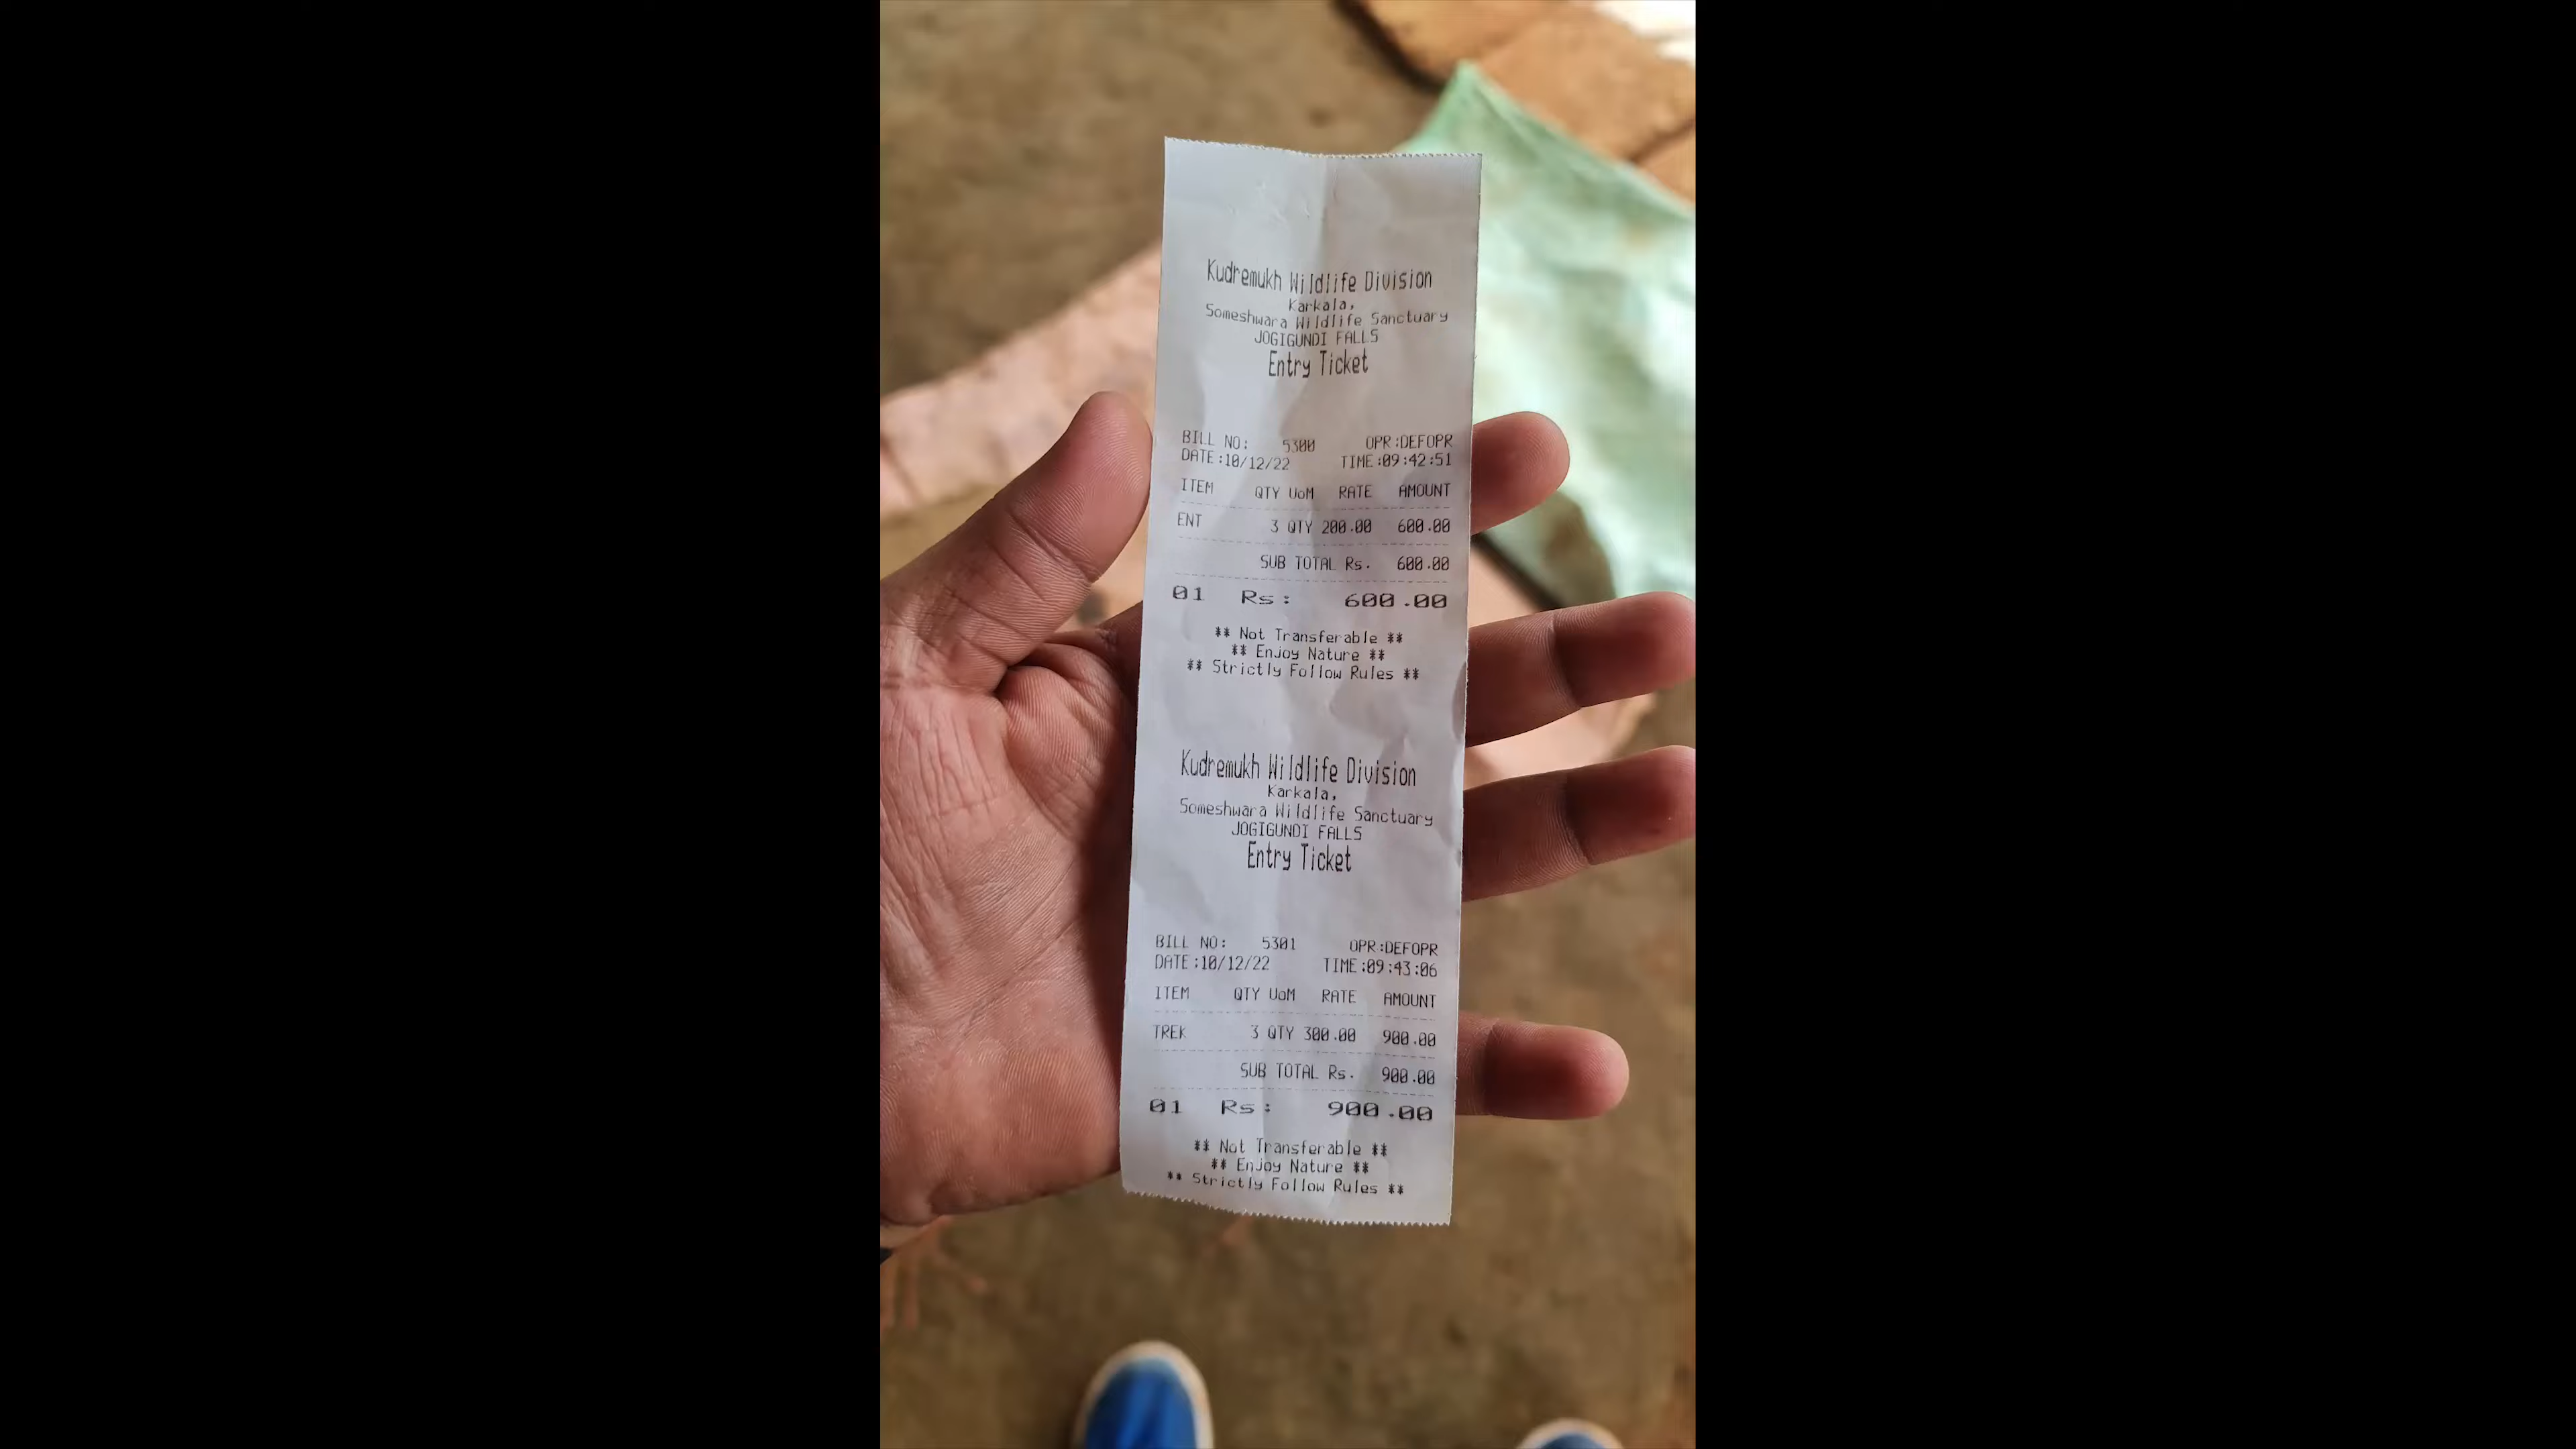 Kudremukh Wildlife Division
Karkala,
Someshwara Wildlife Sanctuary
JOGIGUNDI FALLS
Entry Ticket
BILL NO: 5300 OPR:DEFOPR
DATE:10/12/22 TIME:09:42:51
ITEM QTY UoM RATE AMOUNT
ENT 3 QTY 200.00 600.00
SUB TOTAL Rs. 600.00
01 Rs: 600.00
** Not Transferable **
** Enjoy Nature **
** Strictly Follow Rules **
Kudremukh Wildlife Division
Karkala,
Someshwara Wildlife Sanctuary
JOGIGUNDI FALLS
Entry Ticket
BILL NO: 5301 OPR:DEFOPR
DATE:10/12/22 TIME:09:43:06
ITEM QTY UoM RATE AMOUNT
TREK 3 QTY 300.00 900.00
SUB TOTAL Rs. 900.00
01 Rs: 900.00
** Not Transferable **
** Enjoy Nature **
** Strictly Follow Rules **